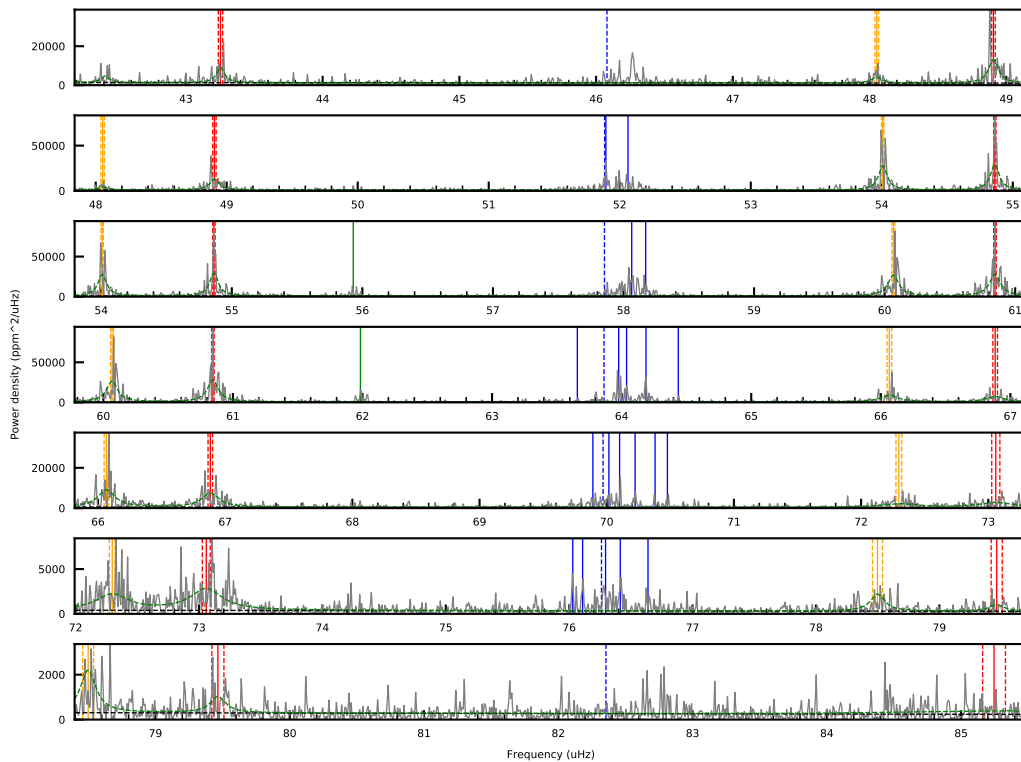 20000
0
43 44 45 46 47 48 49
50000
0
48 49 50 51 52 53 54 55
50000
0
54 55 56 57 58 59 60 61
Power density (ppm^2/uHz)
50000
0
60 61 62 63 64 65 66 67
20000
0
66 67 68 69 70 71 72 73
5000
0
72 73 74 75 76 77 78 79
2000
0
79 80 81 82 83 84 85
Frequency (uHz)